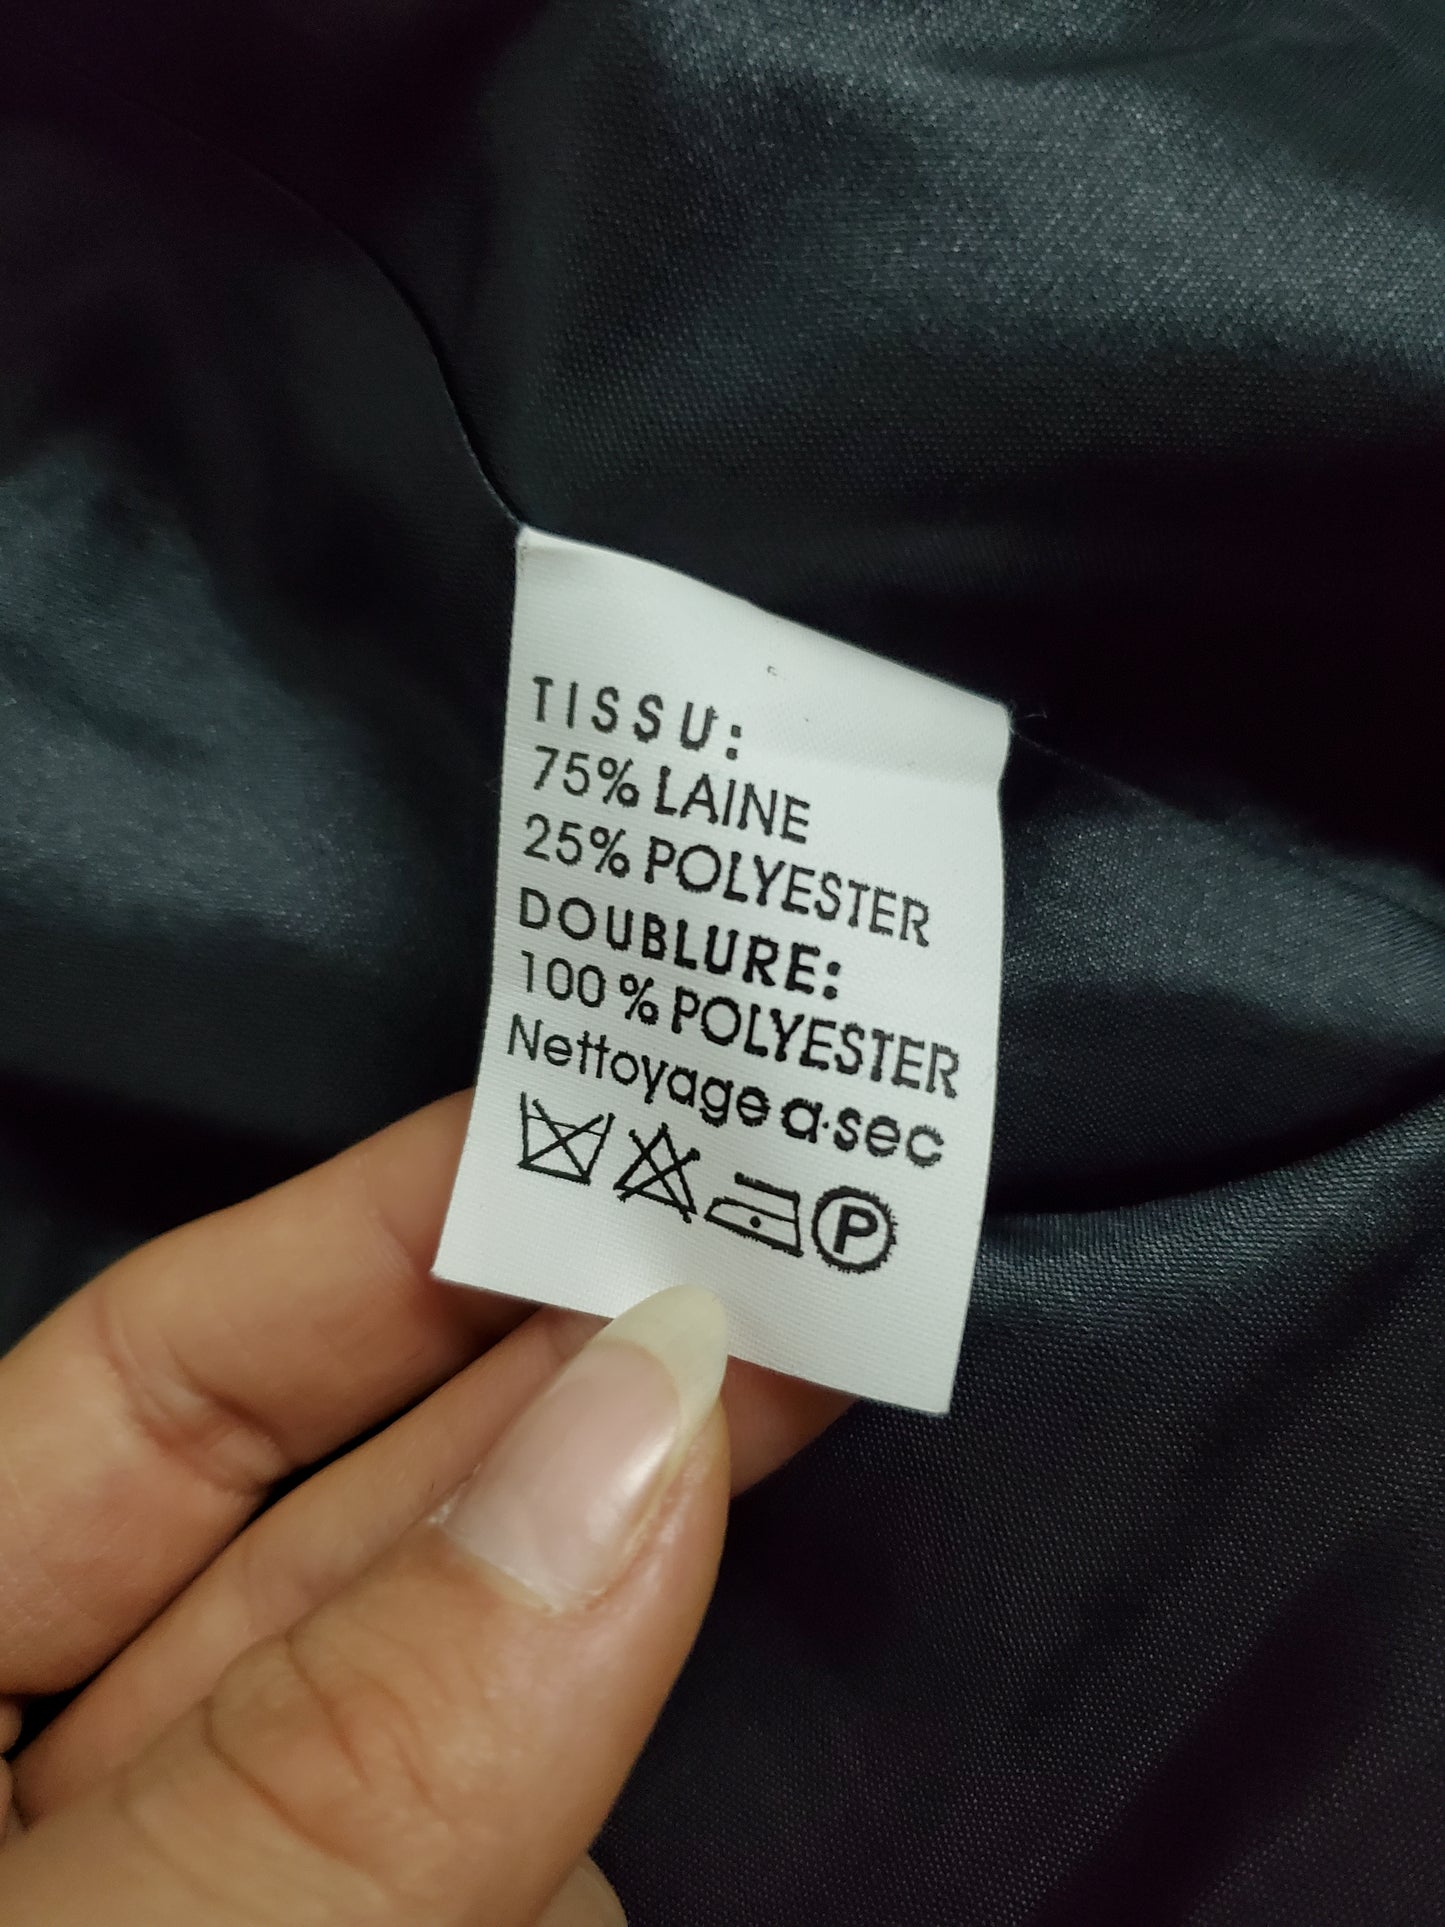 TISSU:
75% LAINE
25% POLYESTER
DOUBLURE:
100% POLYESTER
Nettoyage a.sec
P